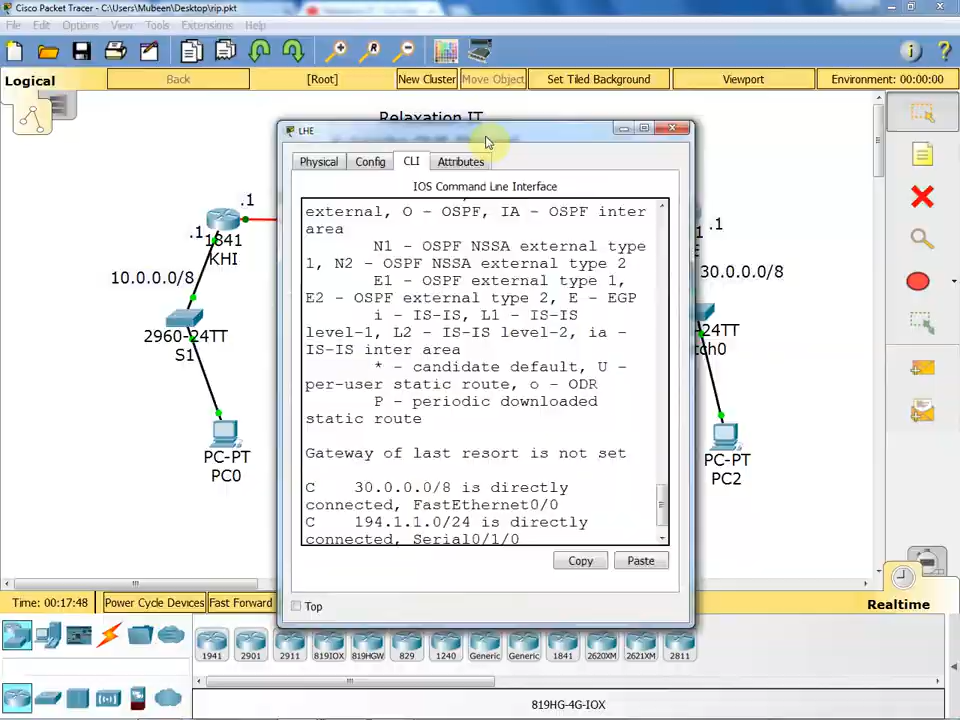 Cisco Packet Tracer - C:\Users\Mubeen\Desktop\rip.pkt
File Edit Options View Tools Extensions Help
Logical
Back
[Root]
New Cluster
Move Object
Set Tiled Background
Viewport
Environment: 00:00:00
Relaxation IT
LHE
Physical
Config
CLI
Attributes
IOS Command Line Interface
external, O - OSPF, IA - OSPF inter
area
N1 - OSPF NSSA external type
1, N2 - OSPF NSSA external type 2
E1 - OSPF external type 1,
E2 - OSPF external type 2, E - EGP
i - IS-IS, L1 - IS-IS
level-1, L2 - IS-IS level-2, ia -
IS-IS inter area
* - candidate default, U -
per-user static route, o - ODR
P - periodic downloaded
static route
Gateway of last resort is not set
C 30.0.0.0/8 is directly
connected, FastEthernet0/0
C 194.1.1.0/24 is directly
connected, Serial0/1/0
Copy
Paste
Top
.1
.1
1841
KHI
10.0.0.0/8
2960-24TT
S1
PC-PT
PC0
.1
30.0.0.0/8
-24TT
tch0
PC-PT
PC2
Realtime
Time: 00:17:48
Power Cycle Devices
Fast Forward
1941
2901
2911
819IOX
819HGW
829
1240
Generic
Generic
1841
2620XM
2621XM
2811
819HG-4G-IOX